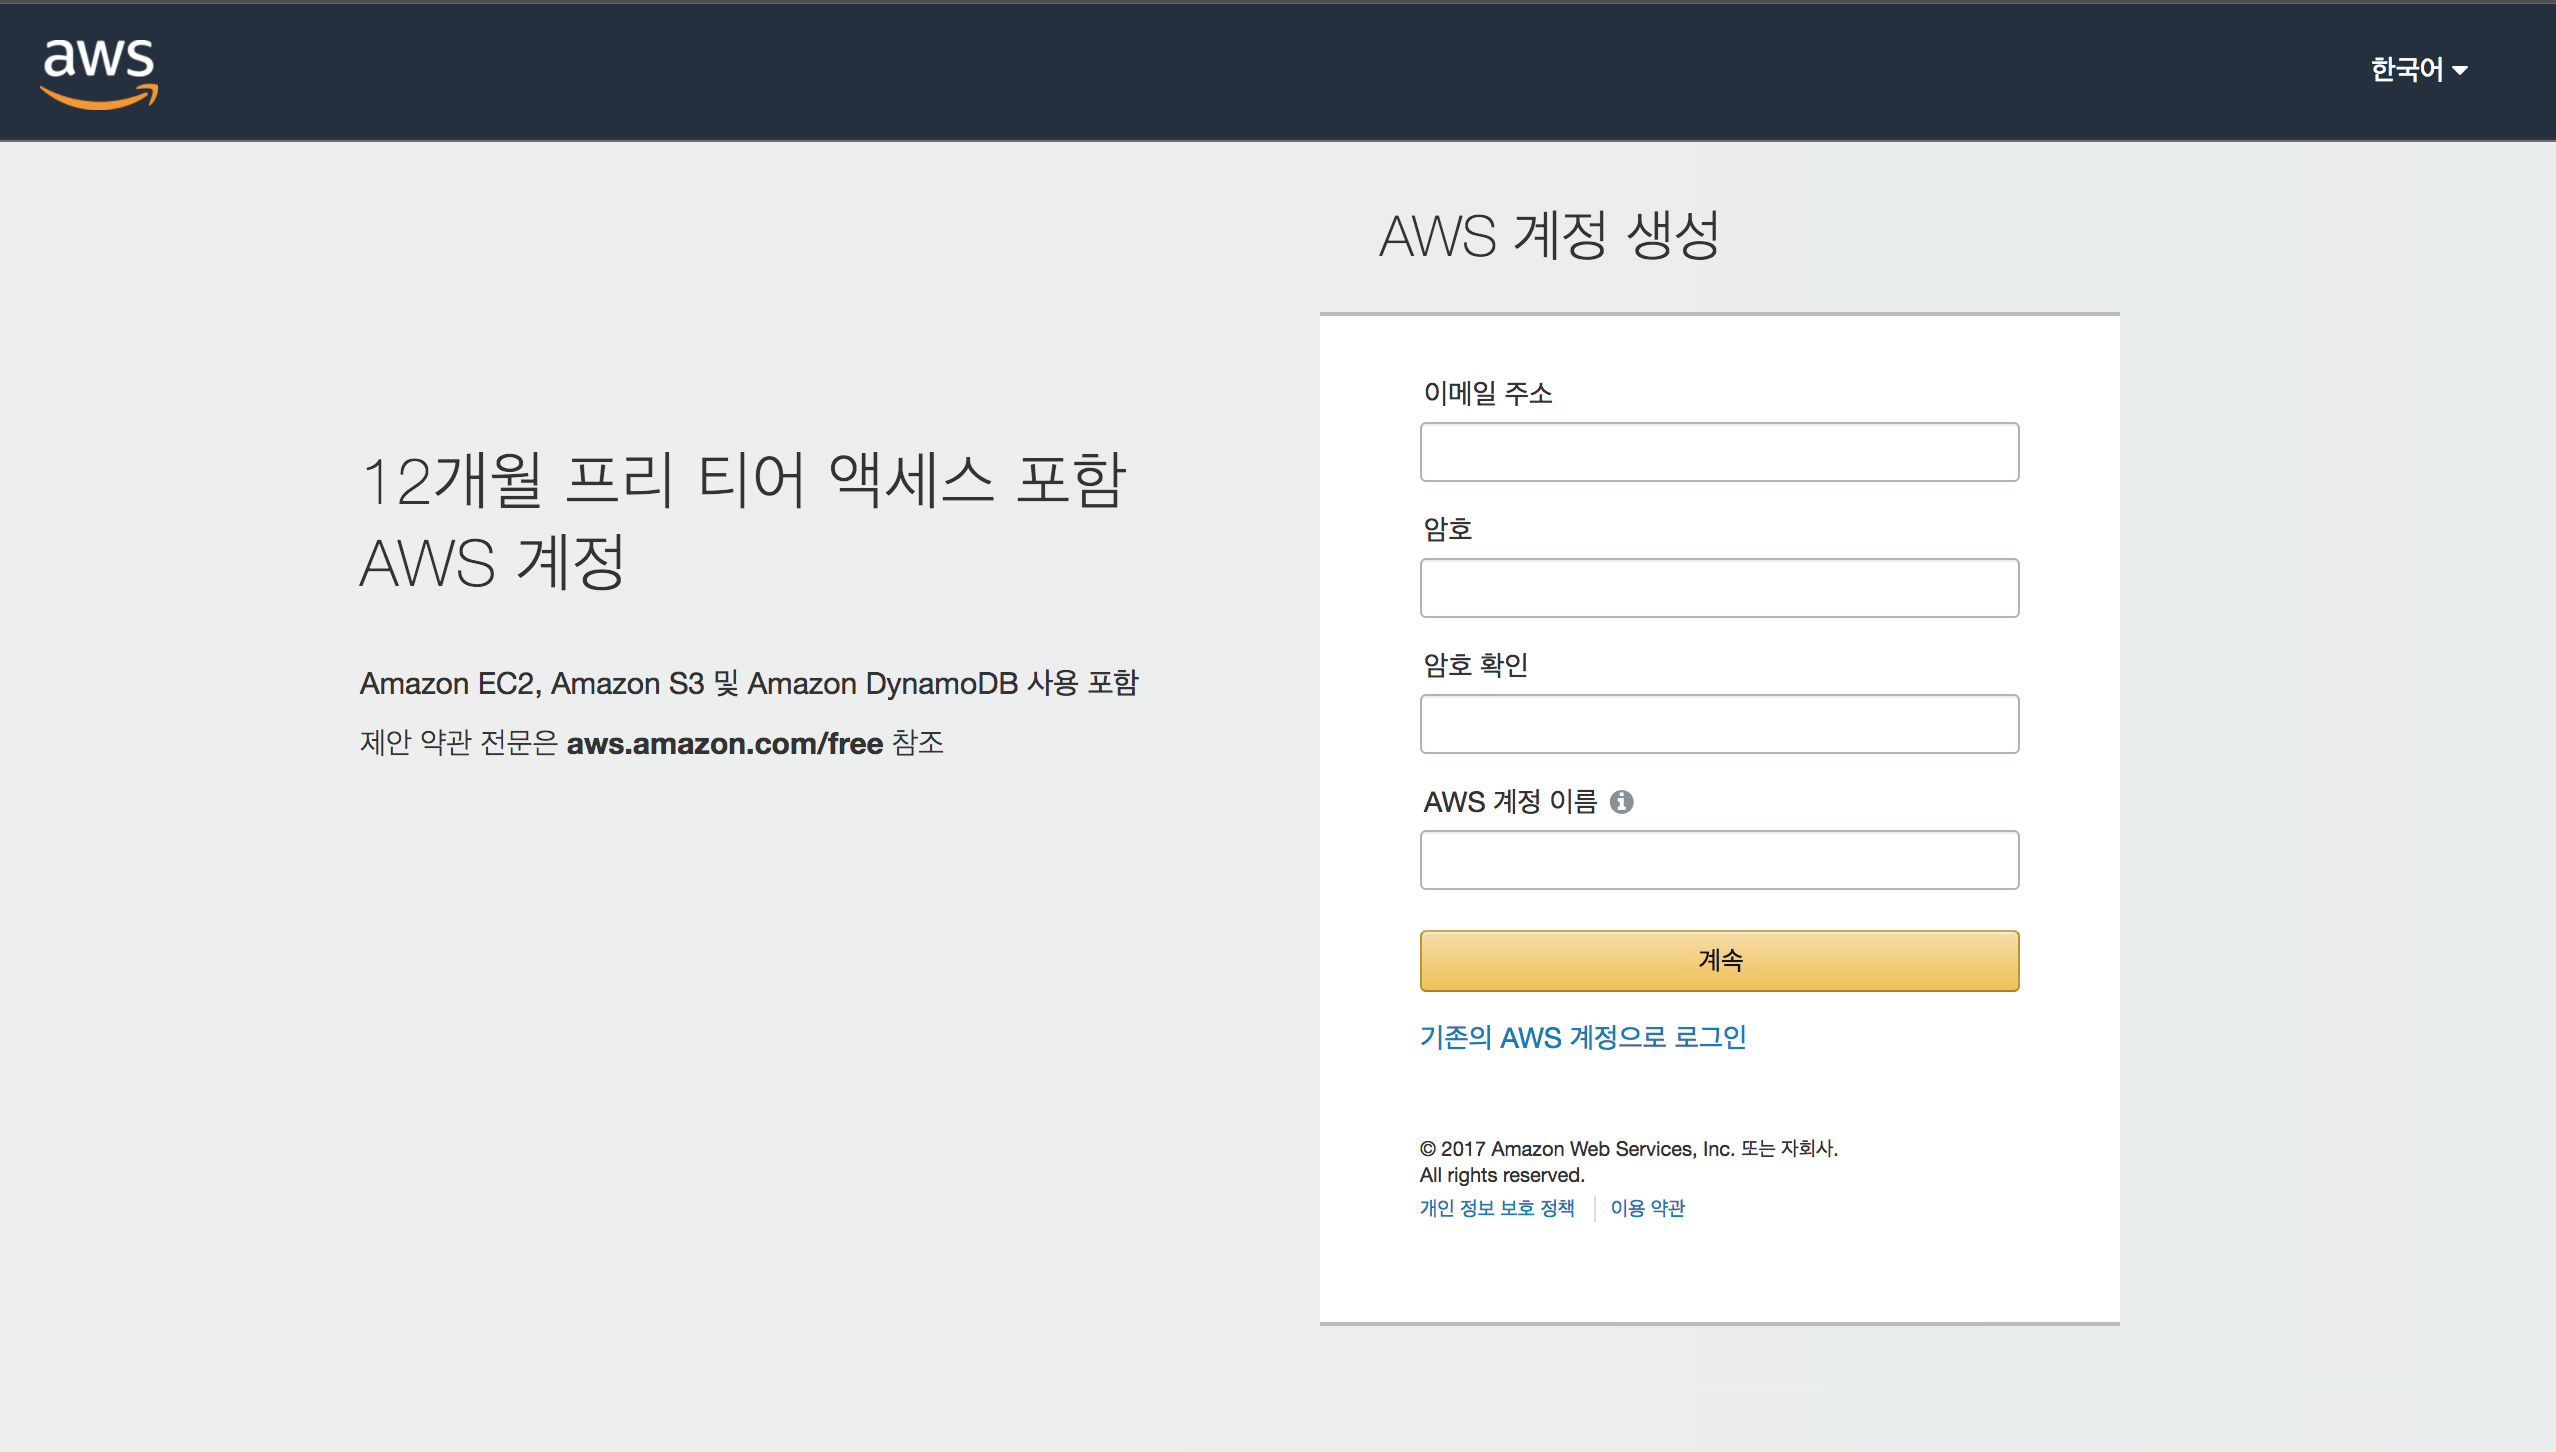 aws
한국어
AWS 계정 생성
12개월 프리 티어 액세스 포함
AWS 계정
Amazon EC2, Amazon S3 및 Amazon DynamoDB 사용 포함
제안 약관 전문은 aws.amazon.com/free 참조
이메일 주소
암호
암호 확인
AWS 계정 이름
계속
기존의 AWS 계정으로 로그인
© 2017 Amazon Web Services, Inc. 또는 자회사.
All rights reserved.
개인 정보 보호 정책 이용 약관